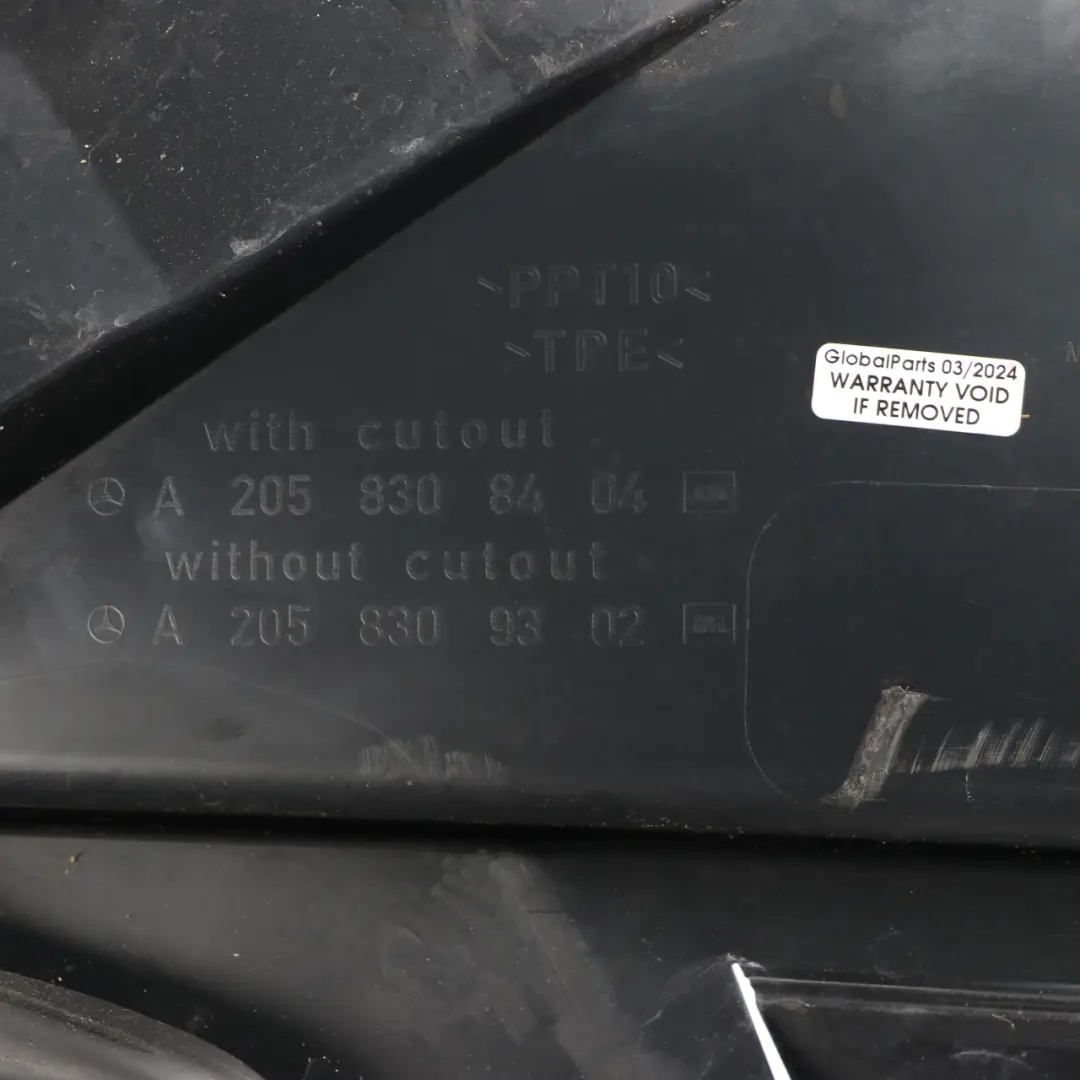 >PPT10<
>TPE<
with cutout
A 205 830 84 04
without cutout
A 205 830 93 02
GlobalParts 03/2024
WARRANTY VOID
IF REMOVED
M